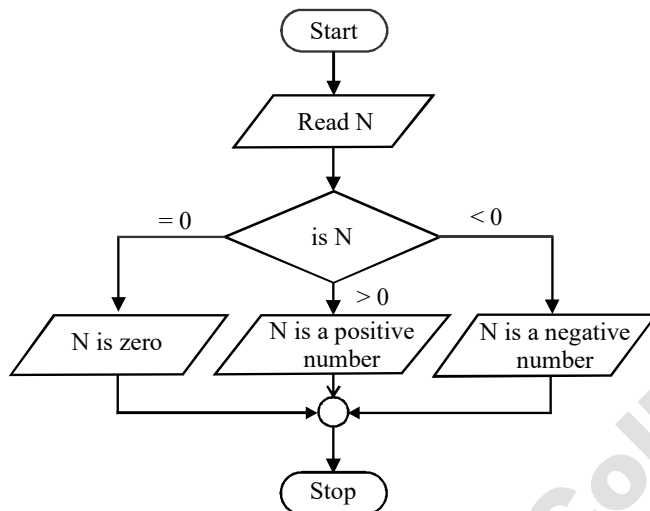 Start
Read N
= 0
< 0
is N
> 0
N is zero
N is a positive
number
N is a negative
number
Stop